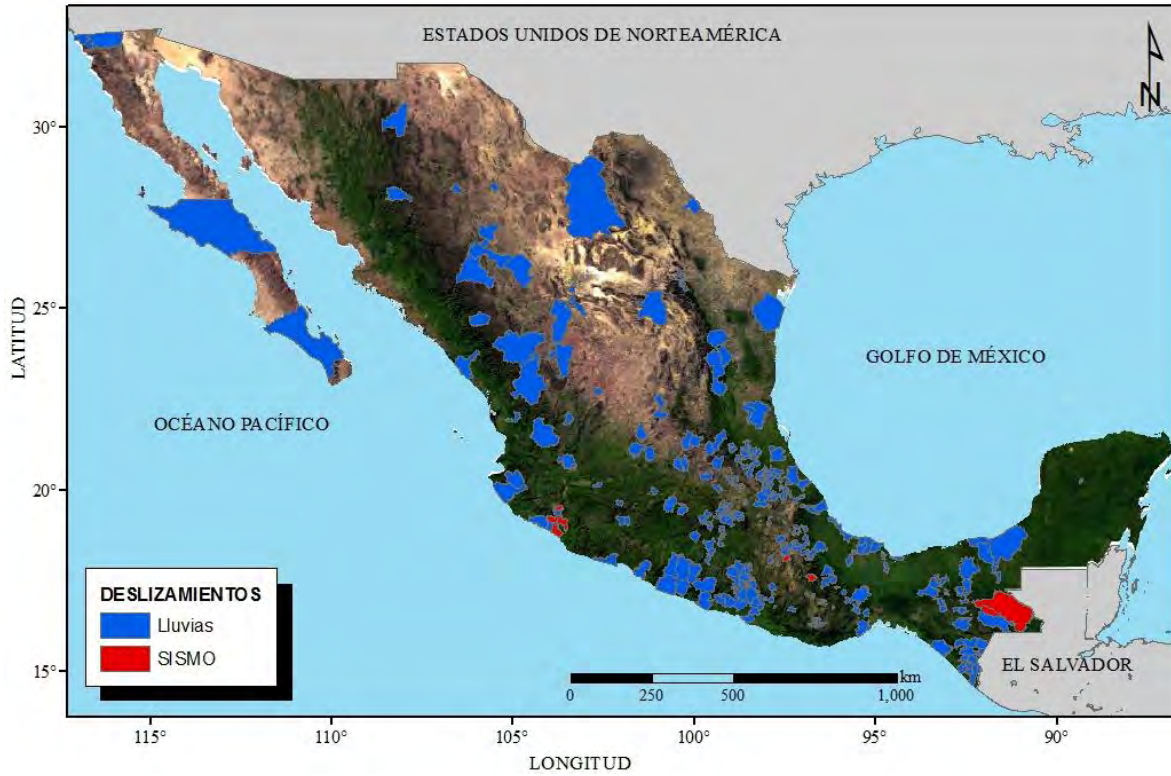 ESTADOS UNIDOS DE NORTEAMÉRICA
N
30°
25°
LATITUD
GOLFO DE MÉXICO
OCÉANO PACÍFICO
20°
DESLIZAMIENTOS
Lluvias
SISMO
15°
EL SALVADOR
km
0 250 500 1,000
115° 110° 105° 100° 95° 90°
LONGITUD